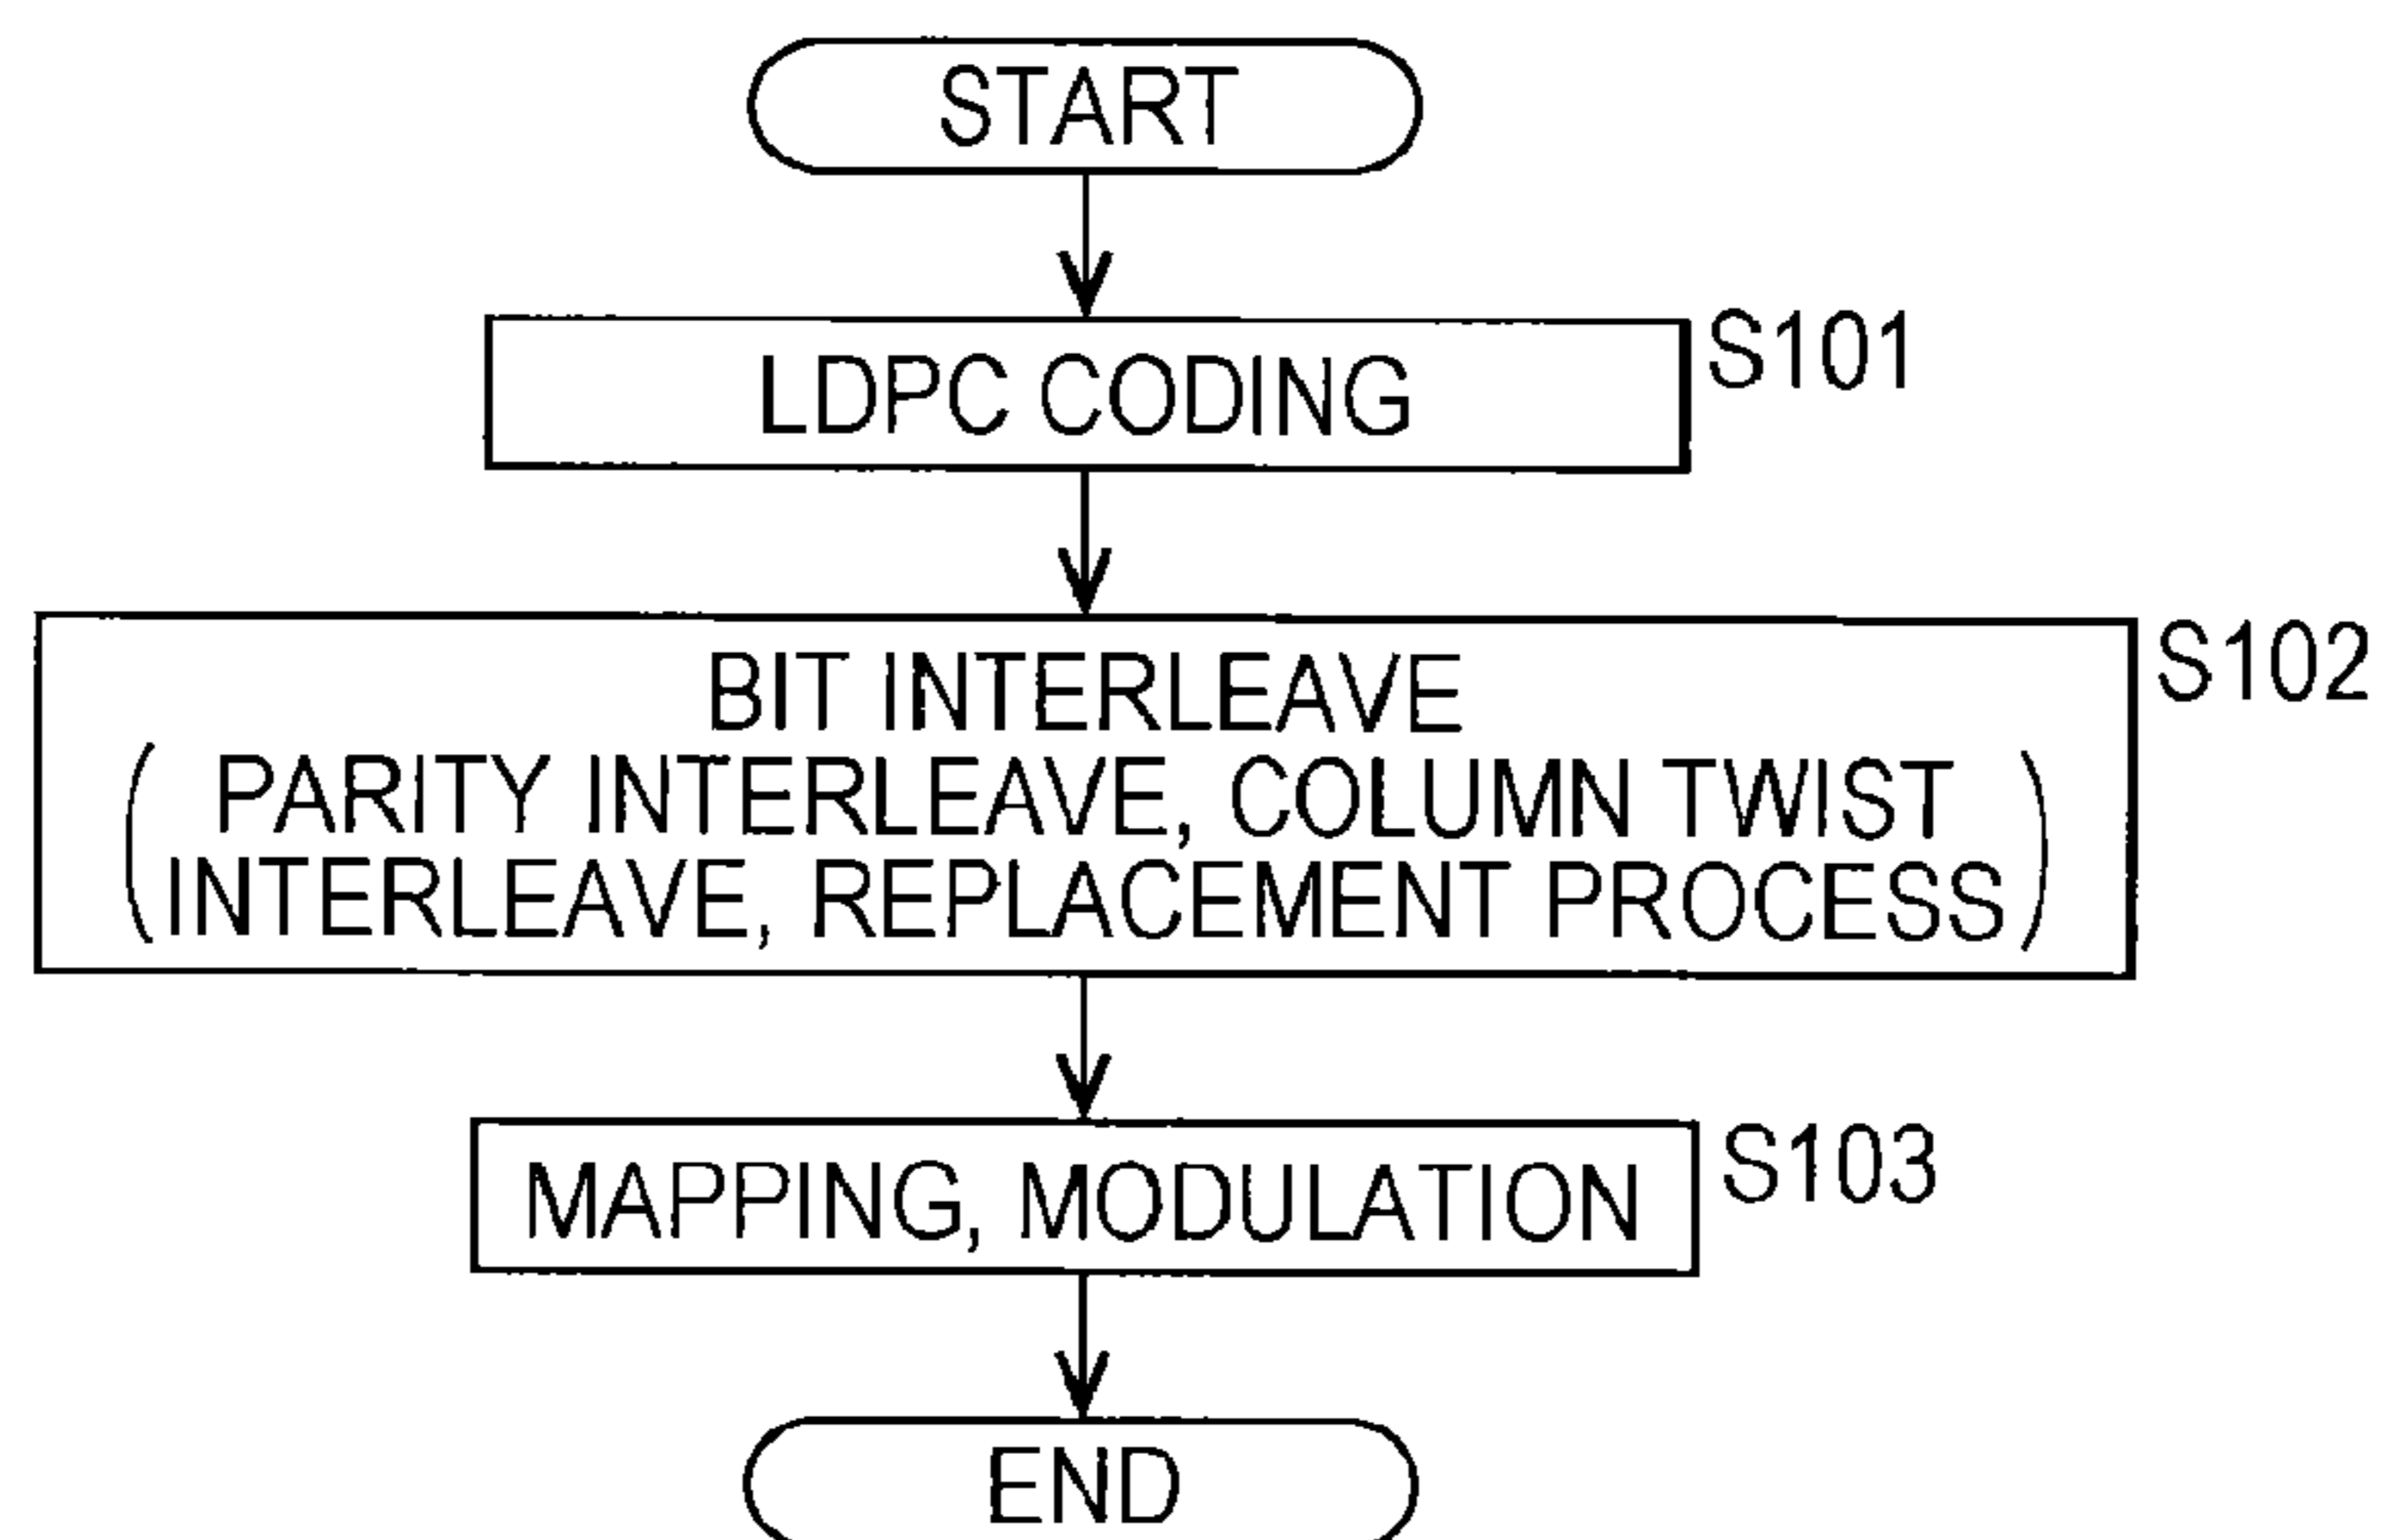 START
LDPC CODING
S101
BIT INTERLEAVE
S102
( PARITY INTERLEAVE, COLUMN TWIST
INTERLEAVE, REPLACEMENT PROCESS )
MAPPING, MODULATION
S103
END